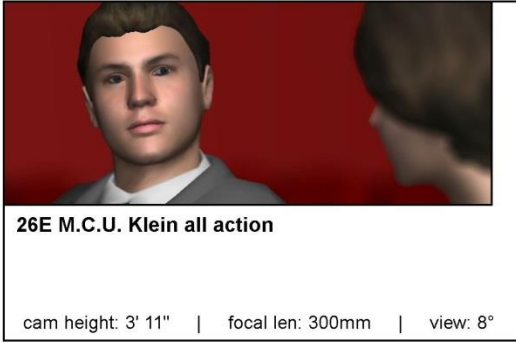 26E M.C.U. Klein all action
cam height: 3' 11" | focal len: 300mm | view: 8°